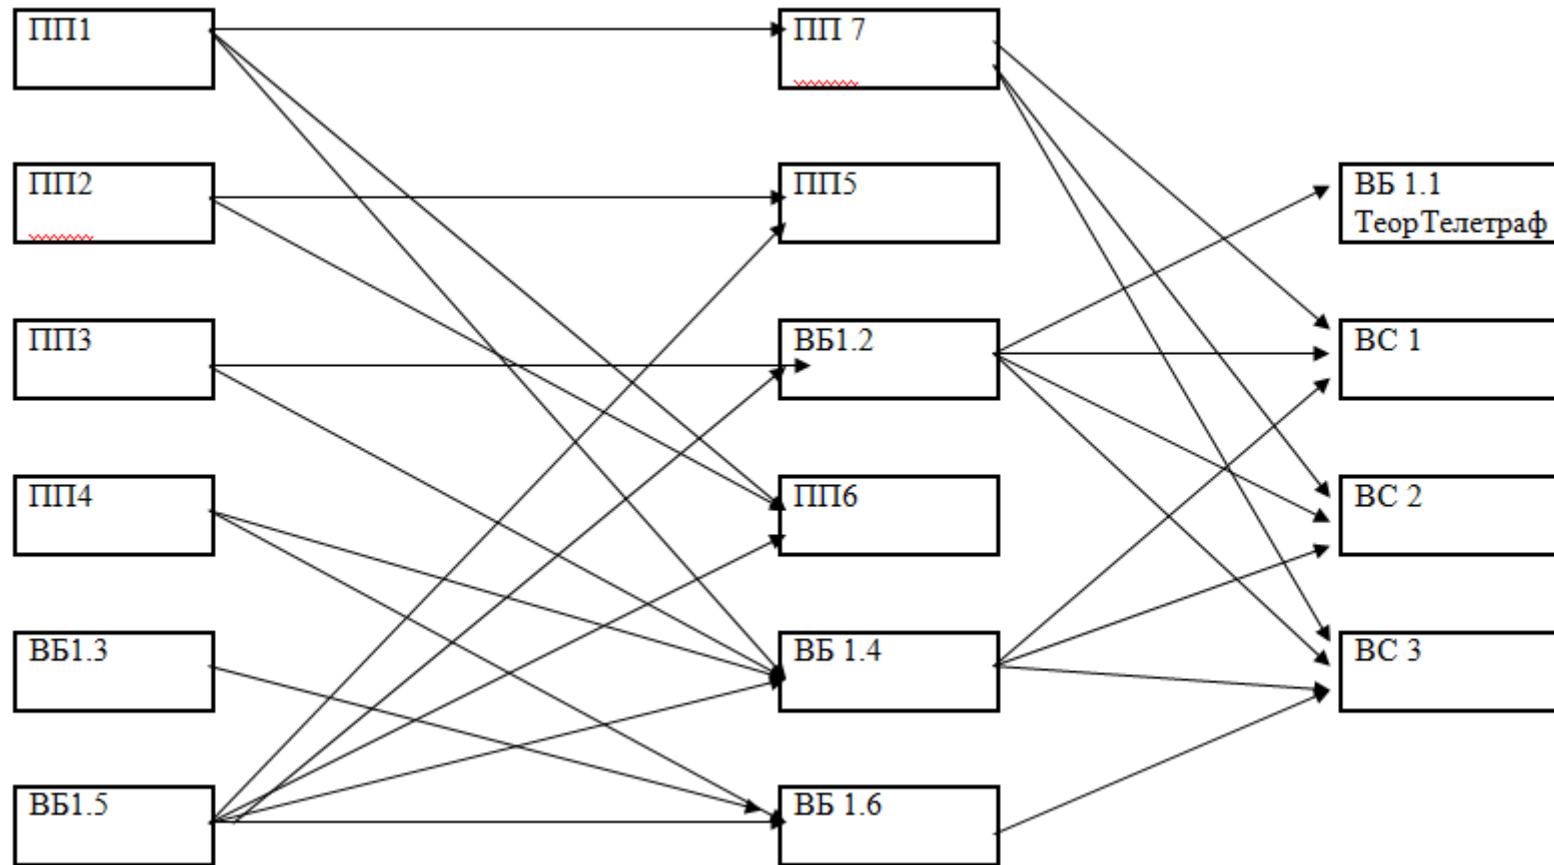 ПП1
ПП 7
ПП2
ПП5
ВБ 1.1
ТеорТелетраф
ПП3
ВБ1.2
ВС 1
ПП4
ПП6
ВС 2
ВБ1.3
ВБ 1.4
ВС 3
ВБ1.5
ВБ 1.6